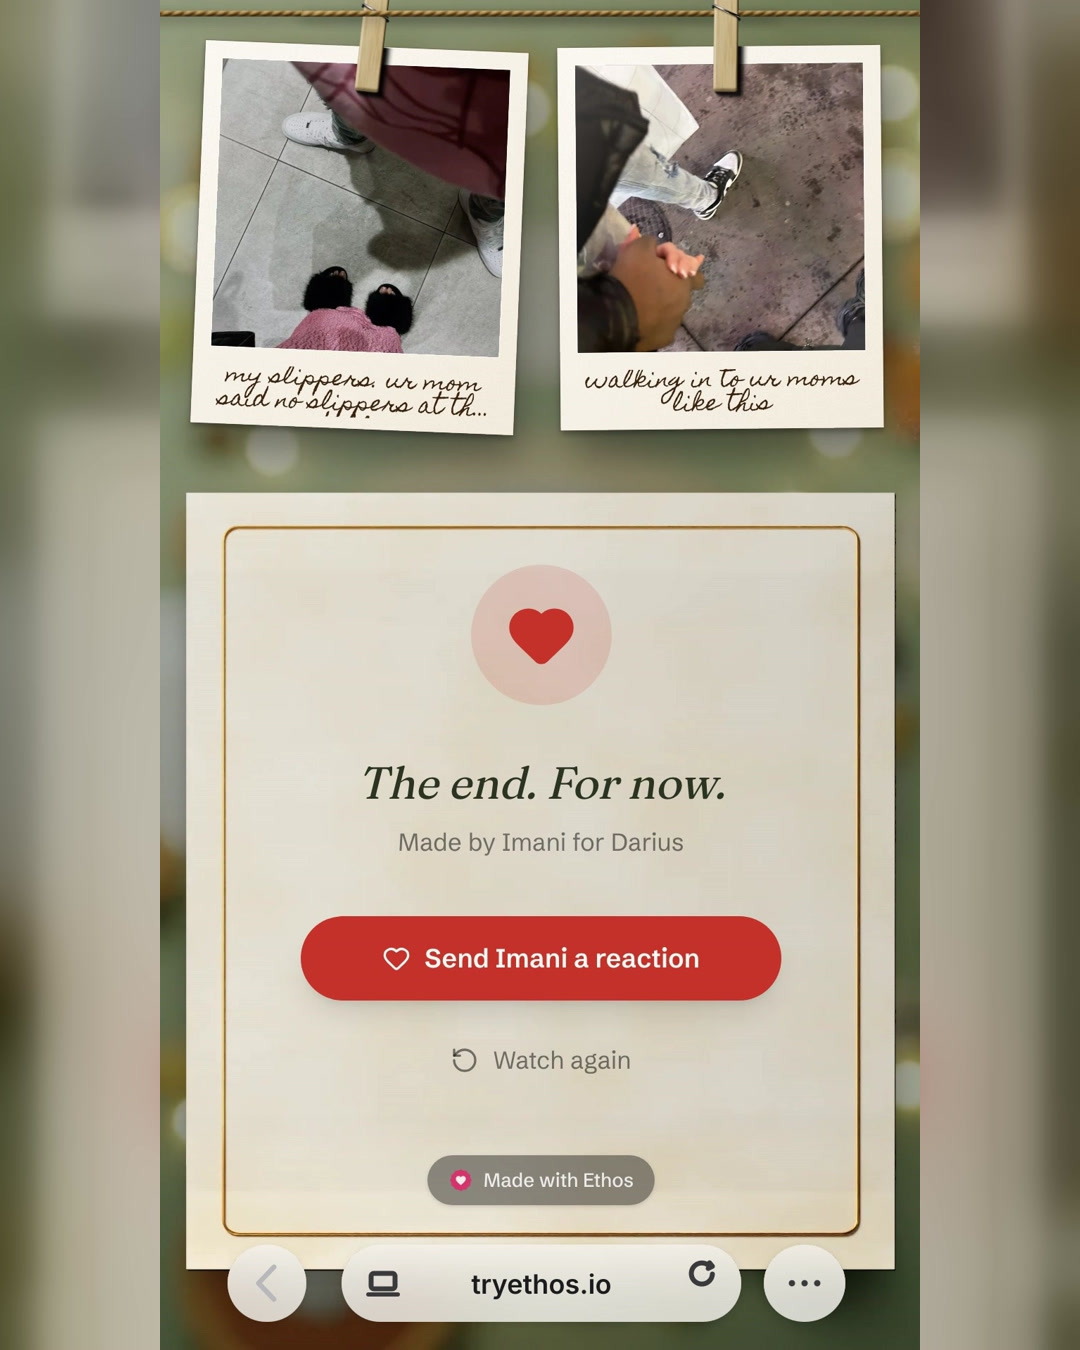 my slippers. ur mom
said no slippers at th...
walking in to ur moms
like this
The end. For now.
Made by Imani for Darius
Send Imani a reaction
Watch again
Made with Ethos
tryethos.io